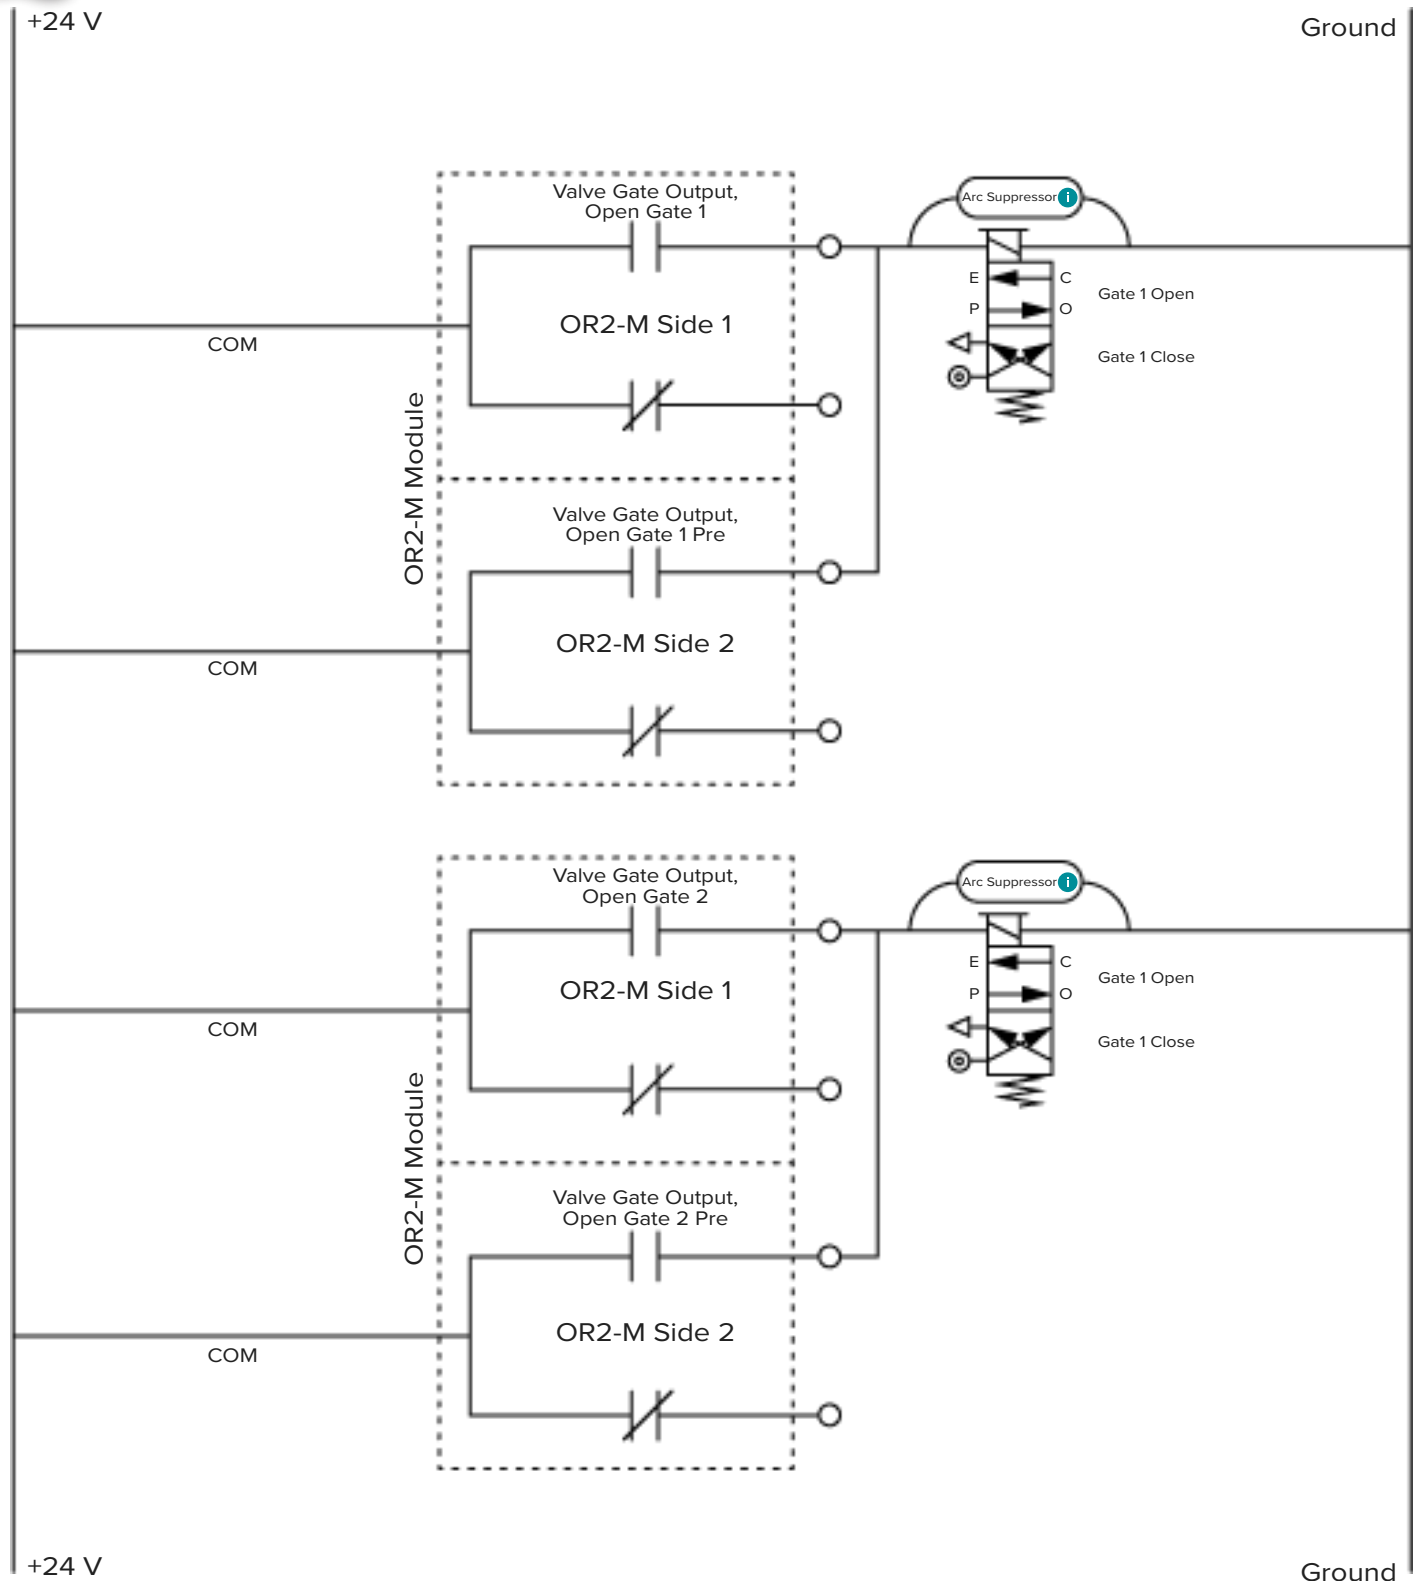 +24 V
Ground
Valve Gate Output,
Open Gate 1
Arc Suppressor i
E
C
Gate 1 Open
P
O
OR2-M Side 1
COM
Gate 1 Close
OR2-M Module
Valve Gate Output,
Open Gate 1 Pre
OR2-M Side 2
COM
Valve Gate Output,
Open Gate 2
Arc Suppressor i
E
C
Gate 1 Open
P
O
OR2-M Side 1
COM
Gate 1 Close
OR2-M Module
Valve Gate Output,
Open Gate 2 Pre
OR2-M Side 2
COM
+24 V
Ground